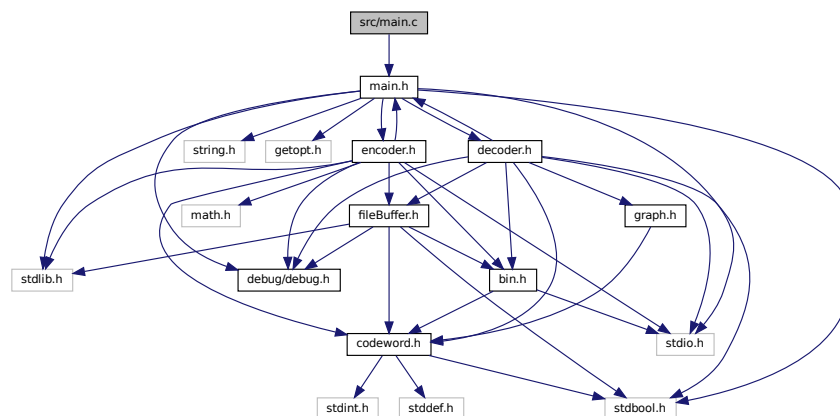 src/main.c
main.h
string.h
getopt.h
encoder.h
decoder.h
math.h
fileBuffer.h
graph.h
stdlib.h
debug/debug.h
bin.h
codeword.h
stdio.h
stdint.h
stddef.h
stdbool.h